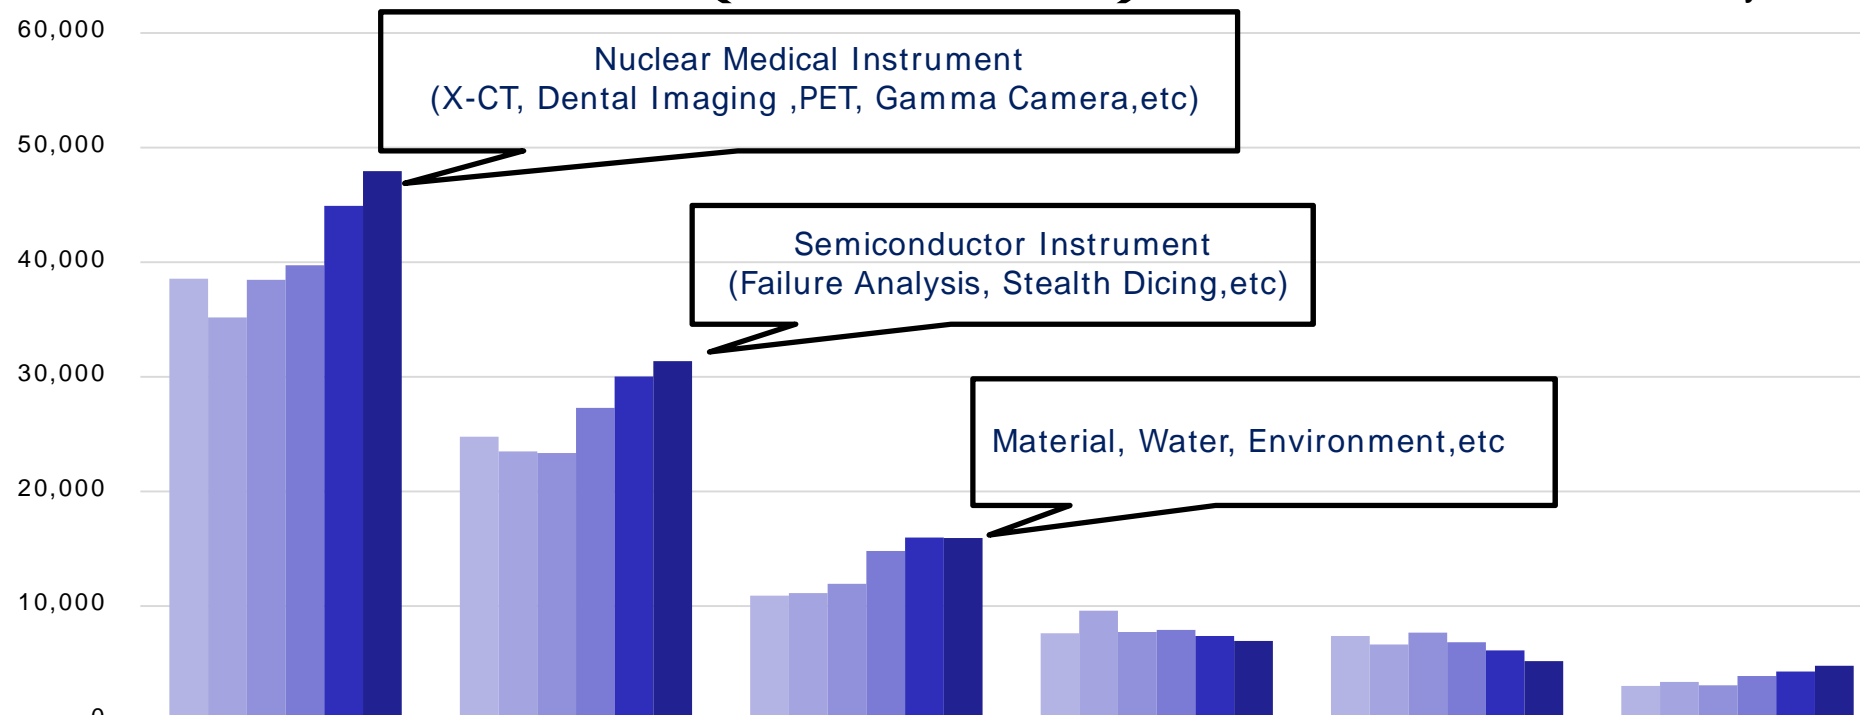 60,000
Nuclear Medical Instrument
(X-CT, Dental Imaging ,PET, Gamma Camera,etc)
50,000
Semiconductor Instrument
(Failure Analysis, Stealth Dicing,etc)
40,000
30,000
Material, Water, Environment,etc
20,000
10,000
0